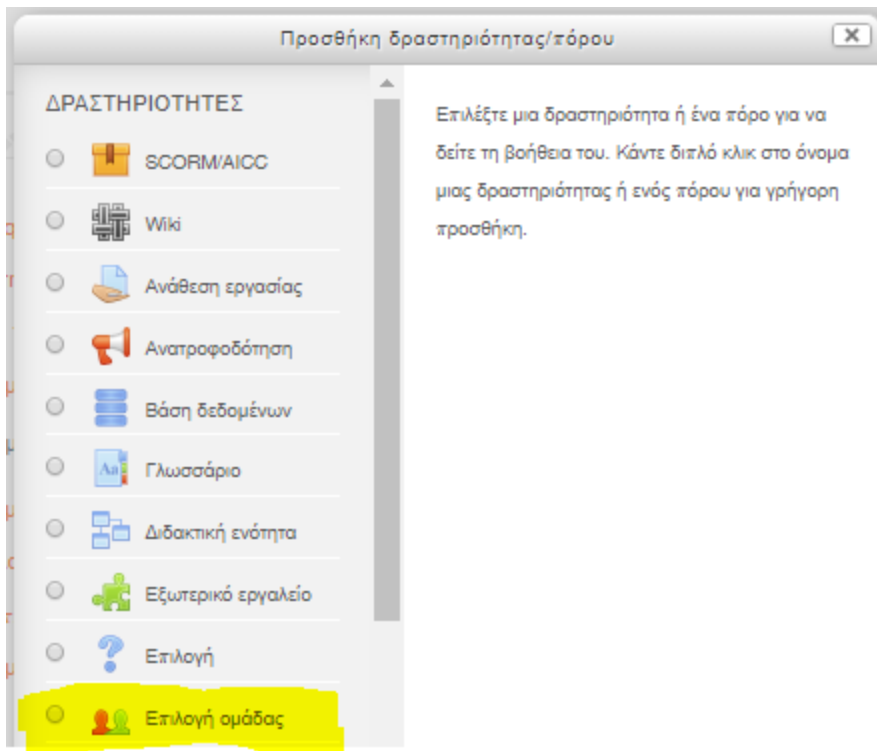 Προσθήκη δραστηριότητας/πόρου
ΔΡΑΣΤΗΡΙΟΤΗΤΕΣ
SCORM/AICC
Wiki
Ανάθεση εργασίας
Ανατροφοδότηση
Βάση δεδομένων
Γλωσσάριο
Διδακτική ενότητα
Εξωτερικό εργαλείο
Επιλογή
Επιλογή ομάδας
Επιλέξτε μια δραστηριότητα ή ένα πόρο για να
δείτε τη βοήθεια του. Κάντε διπλό κλικ στο όνομα
μιας δραστηριότητας ή ενός πόρου για γρήγορη
προσθήκη.